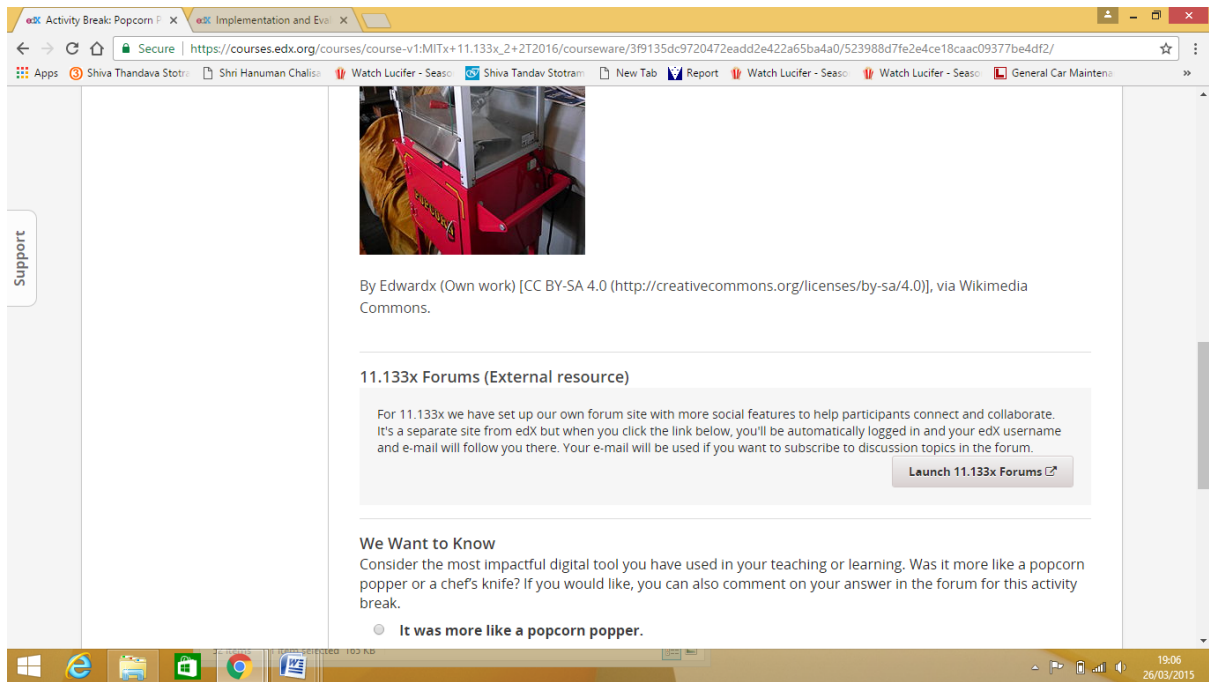 edX Activity Break: Popcorn P
edX Implementation and Eval
Secure | https://courses.edx.org/courses/course-v1:MITx+11.133x_2+2T2016/courseware/3f9135dc9720472eadd2e422a65ba4a0/523988d7fe2e4ce18caac09377be4df2/
Apps Shiva Thandava Stotra Shri Hanuman Chalisa Watch Lucifer - Seaso Shiva Tandav Stotram New Tab Report Watch Lucifer - Seaso Watch Lucifer - Seaso General Car Maintena »
Support
POPCORN
By Edwardx (Own work) [CC BY-SA 4.0 (http://creativecommons.org/licenses/by-sa/4.0)], via Wikimedia
Commons.
11.133x Forums (External resource)
For 11.133x we have set up our own forum site with more social features to help participants connect and collaborate.
It's a separate site from edX but when you click the link below, you'll be automatically logged in and your edX username
and e-mail will follow you there. Your e-mail will be used if you want to subscribe to discussion topics in the forum.
Launch 11.133x Forums
We Want to Know
Consider the most impactful digital tool you have used in your teaching or learning. Was it more like a popcorn
popper or a chef's knife? If you would like, you can also comment on your answer in the forum for this activity
break.
It was more like a popcorn popper.
19:06
26/03/2015